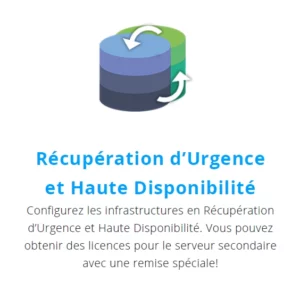 Récupération d’Urgence
et Haute Disponibilité
Configurez les infrastructures en Récupération
d’Urgence et Haute Disponibilité. Vous pouvez
obtenir des licences pour le serveur secondaire
avec une remise spéciale!